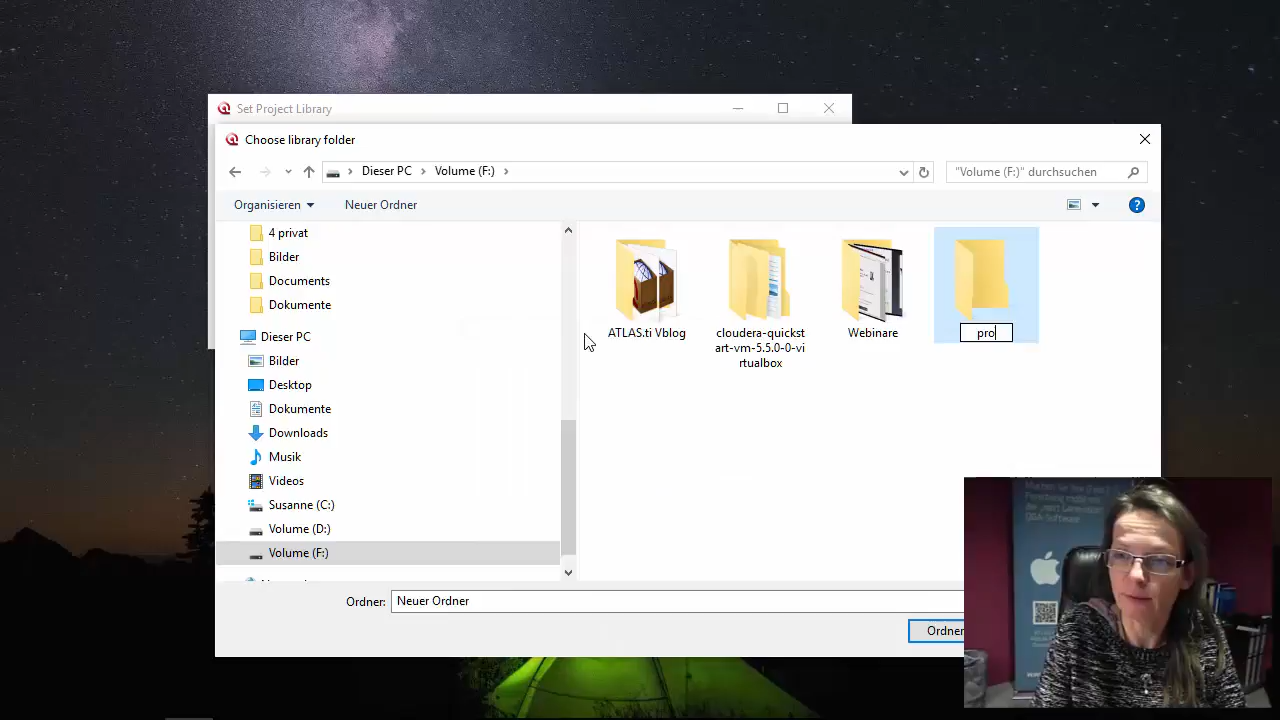 Set Project Library
Choose library folder
Dieser PC
Volume (F:)
"Volume (F:)" durchsuchen
Organisieren
Neuer Ordner
4 privat
Bilder
Documents
Dokumente
Dieser PC
Bilder
Desktop
Dokumente
Downloads
Musik
Videos
Susanne (C:)
Volume (D:)
Volume (F:)
ATLAS.ti Vblog
cloudera-quickst
art-vm-5.5.0-0-vi
rtualbox
Webinare
pro
Ordner:
Neuer Ordner
Ordner